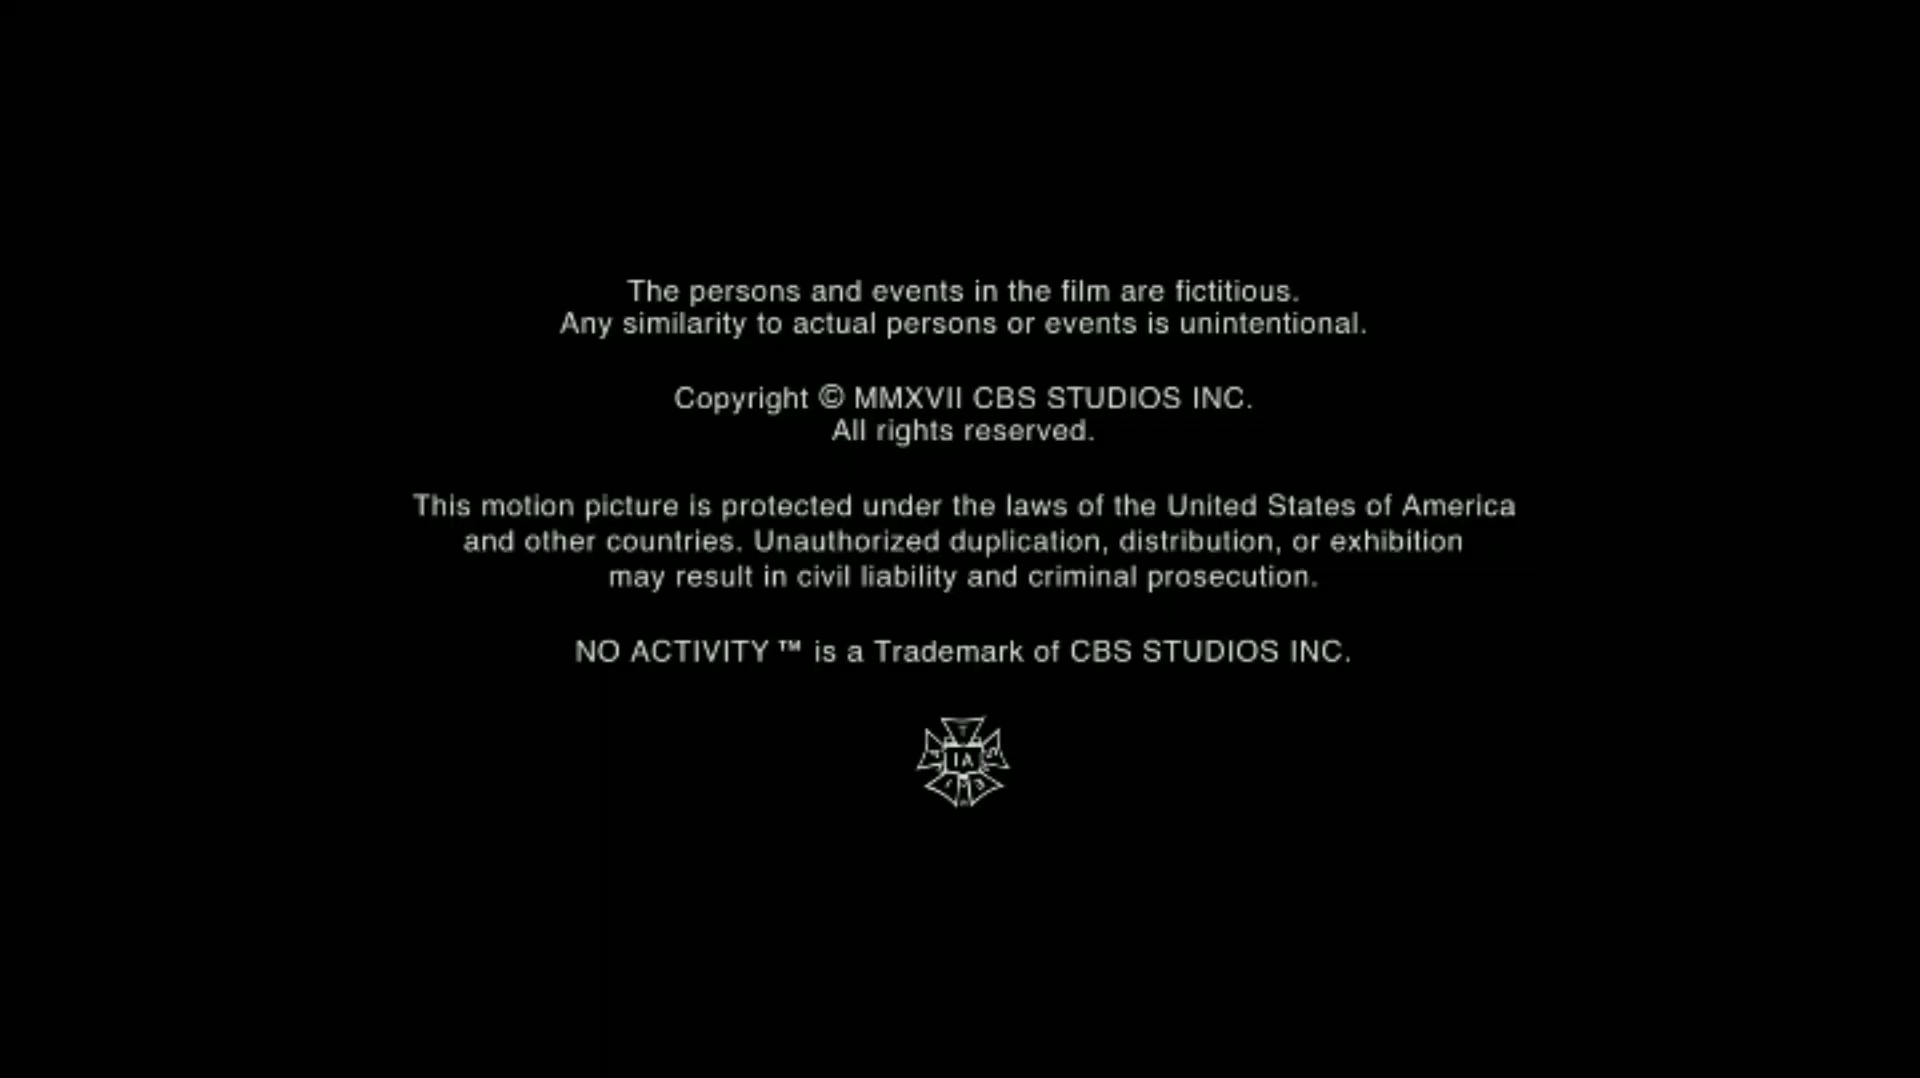 The persons and events in the film are fictitious.
Any similarity to actual persons or events is unintentional.
Copyright © MMXVII CBS STUDIOS INC.
All rights reserved.
This motion picture is protected under the laws of the United States of America
and other countries. Unauthorized duplication, distribution, or exhibition
may result in civil liability and criminal prosecution.
NO ACTIVITY ™ is a Trademark of CBS STUDIOS INC.
IA